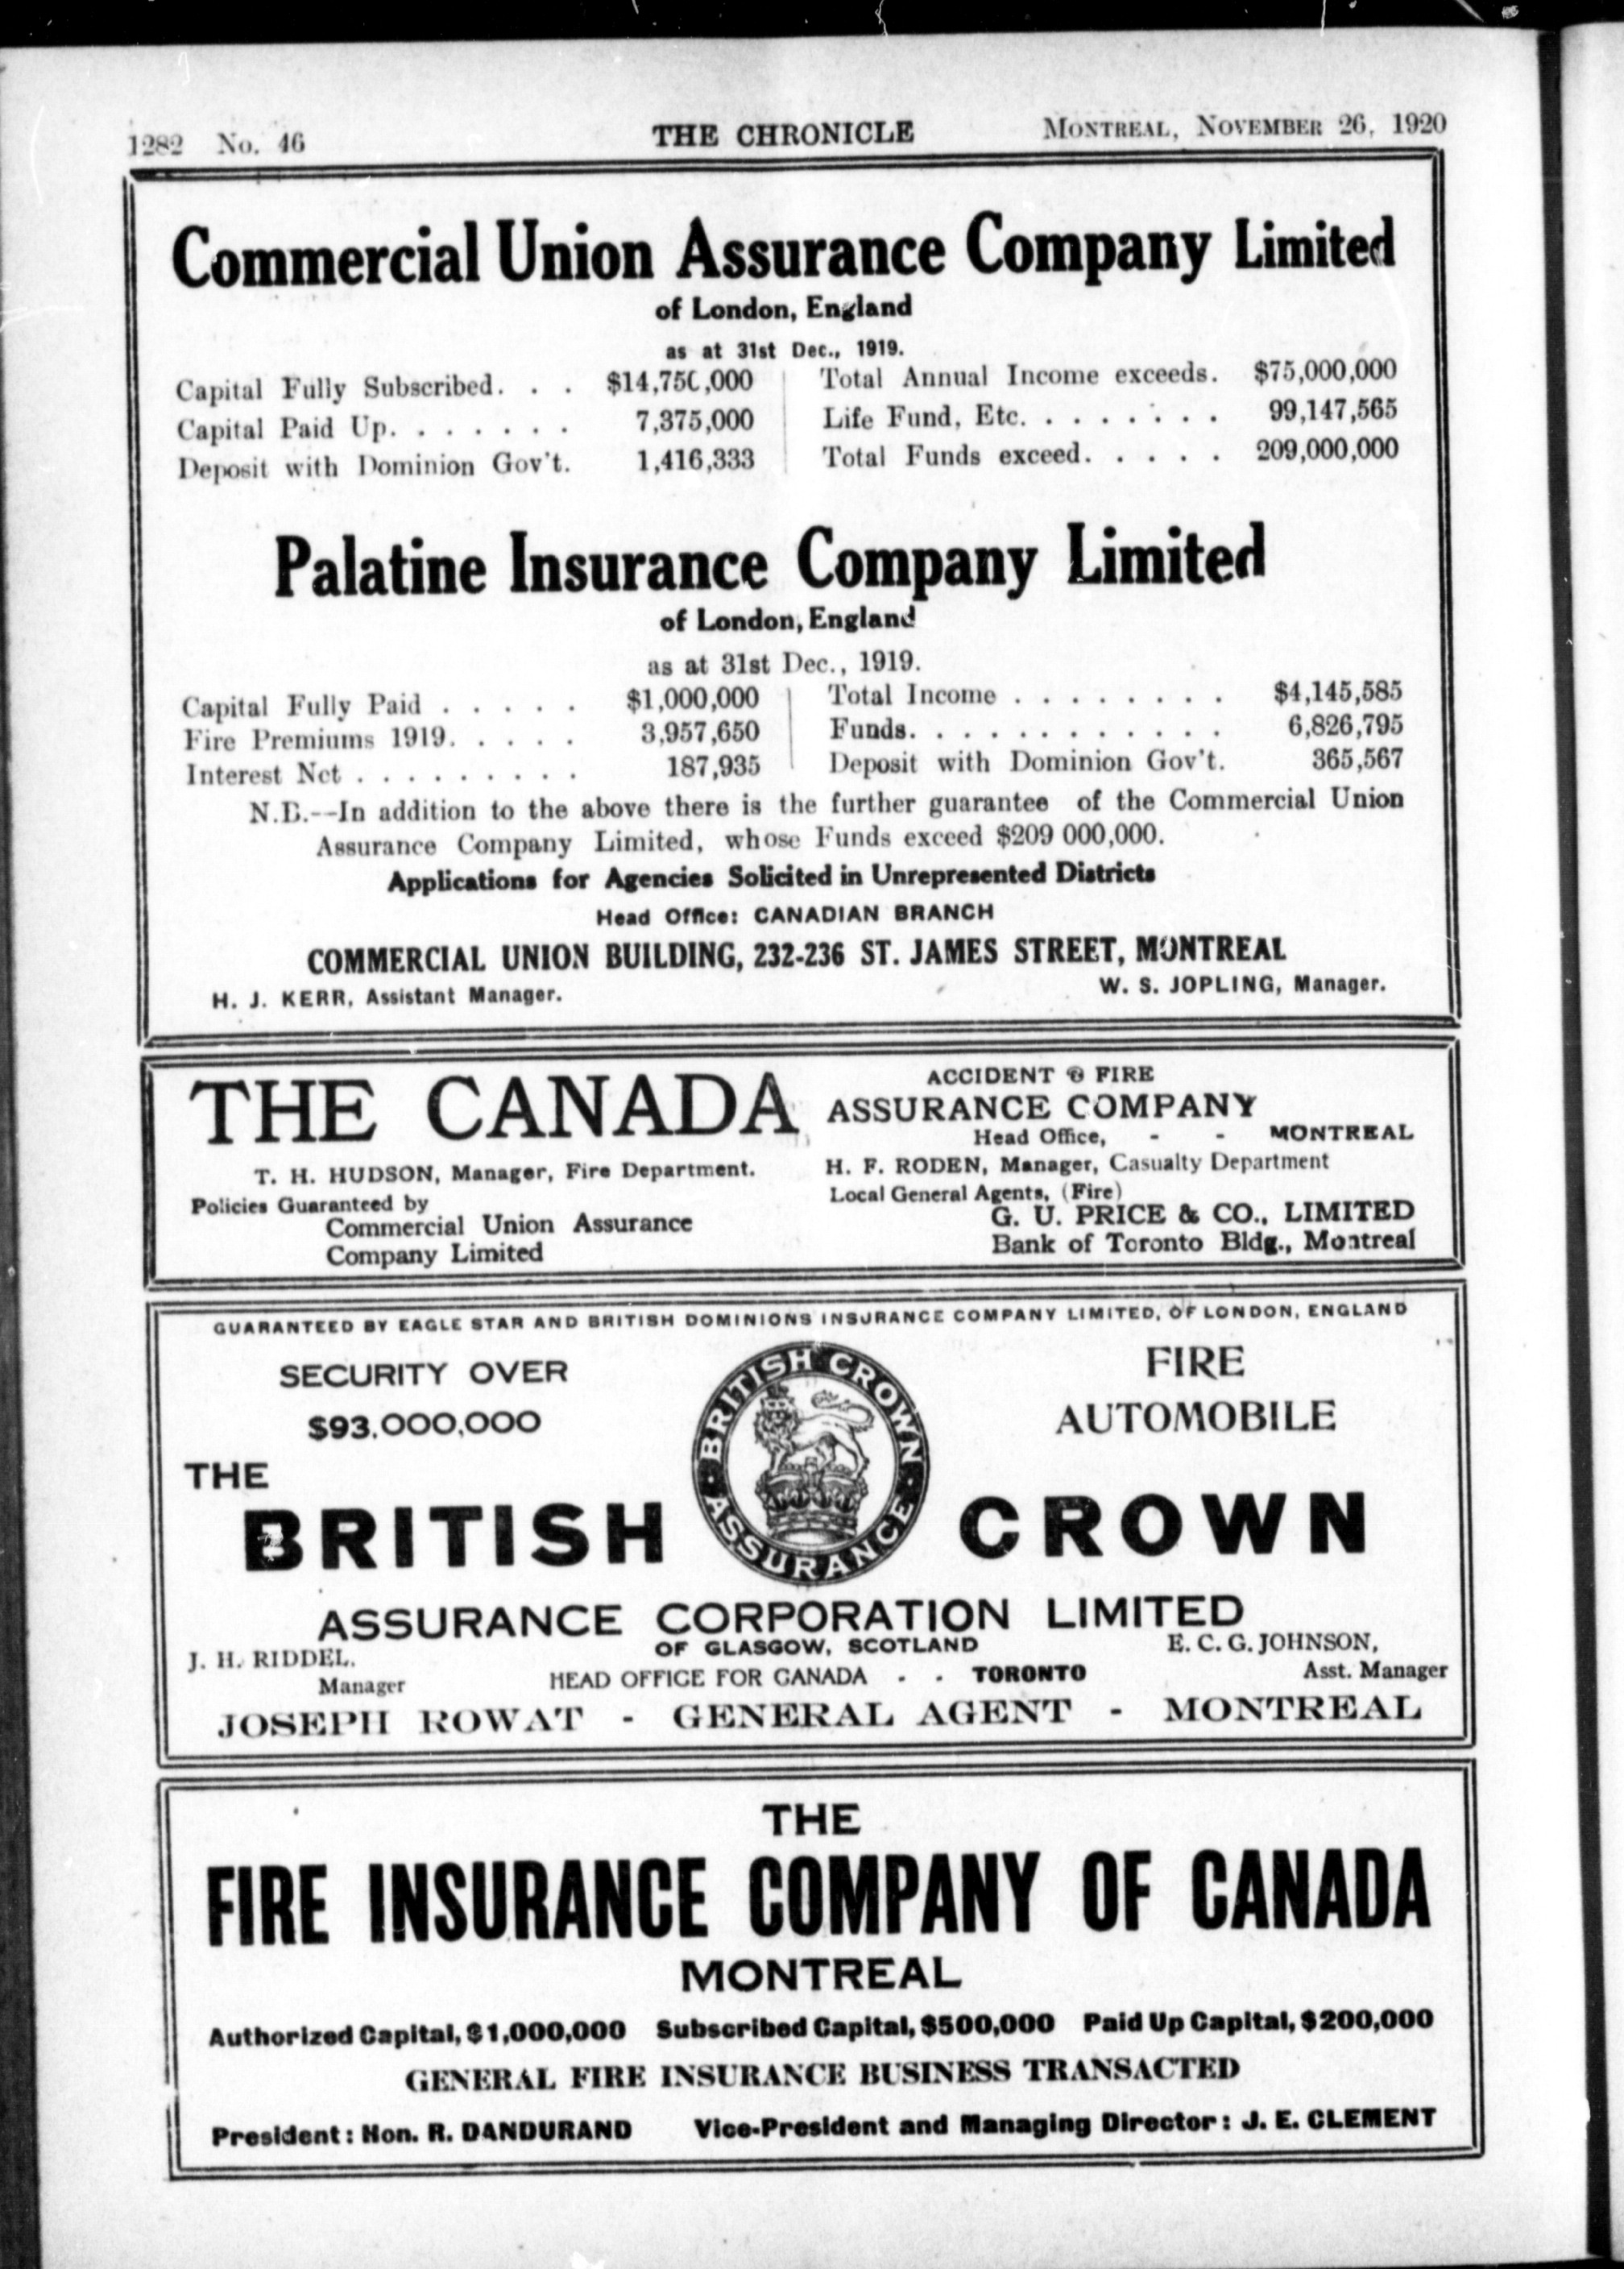 1282 No. 46 THE CHRONICLE MONTREAL, NOVEMBER 26, 1920
Commercial Union Assurance Company Limited
of London, England
as at 31st Dec., 1919.
Capital Fully Subscribed. . . $14,750,000 Total Annual Income exceeds. $75,000,000
Capital Paid Up. . . . . . . 7,375,000 Life Fund, Etc. . . . . . . . 99,147,565
Deposit with Dominion Gov't. 1,416,333 Total Funds exceed. . . . . 209,000,000
Palatine Insurance Company Limited
of London, England
as at 31st Dec., 1919.
Capital Fully Paid . . . . . $1,000,000 Total Income . . . . . . . . $4,145,585
Fire Premiums 1919. . . . . 3,957,650 Funds. . . . . . . . . . . . 6,826,795
Interest Net . . . . . . . . . 187,935 Deposit with Dominion Gov't. 365,567
N.B.--In addition to the above there is the further guarantee of the Commercial Union
Assurance Company Limited, whose Funds exceed $209 000,000.
Applications for Agencies Solicited in Unrepresented Districts
Head Office: CANADIAN BRANCH
COMMERCIAL UNION BUILDING, 232-236 ST. JAMES STREET, MONTREAL
H. J. KERR, Assistant Manager. W. S. JOPLING, Manager.
THE CANADA ACCIDENT & FIRE
ASSURANCE COMPANY
Head Office, - - MONTREAL
T. H. HUDSON, Manager, Fire Department. H. F. RODEN, Manager, Casualty Department
Policies Guaranteed by
Commercial Union Assurance
Company Limited
Local General Agents, (Fire)
G. U. PRICE & CO., LIMITED
Bank of Toronto Bldg., Montreal
GUARANTEED BY EAGLE STAR AND BRITISH DOMINIONS INSURANCE COMPANY LIMITED, OF LONDON, ENGLAND
SECURITY OVER
$93,000,000
FIRE
AUTOMOBILE
BRITISH CROWN ASSURANCE
THE
BRITISH CROWN
ASSURANCE CORPORATION LIMITED
OF GLASGOW, SCOTLAND
J. H. RIDDEL,
Manager
E. C. G. JOHNSON,
Asst. Manager
HEAD OFFICE FOR CANADA - - TORONTO
JOSEPH ROWAT - GENERAL AGENT - MONTREAL
THE
FIRE INSURANCE COMPANY OF CANADA
MONTREAL
Authorized Capital, $1,000,000 Subscribed Capital, $500,000 Paid Up Capital, $200,000
GENERAL FIRE INSURANCE BUSINESS TRANSACTED
President: Hon. R. DANDURAND Vice-President and Managing Director: J. E. CLEMENT